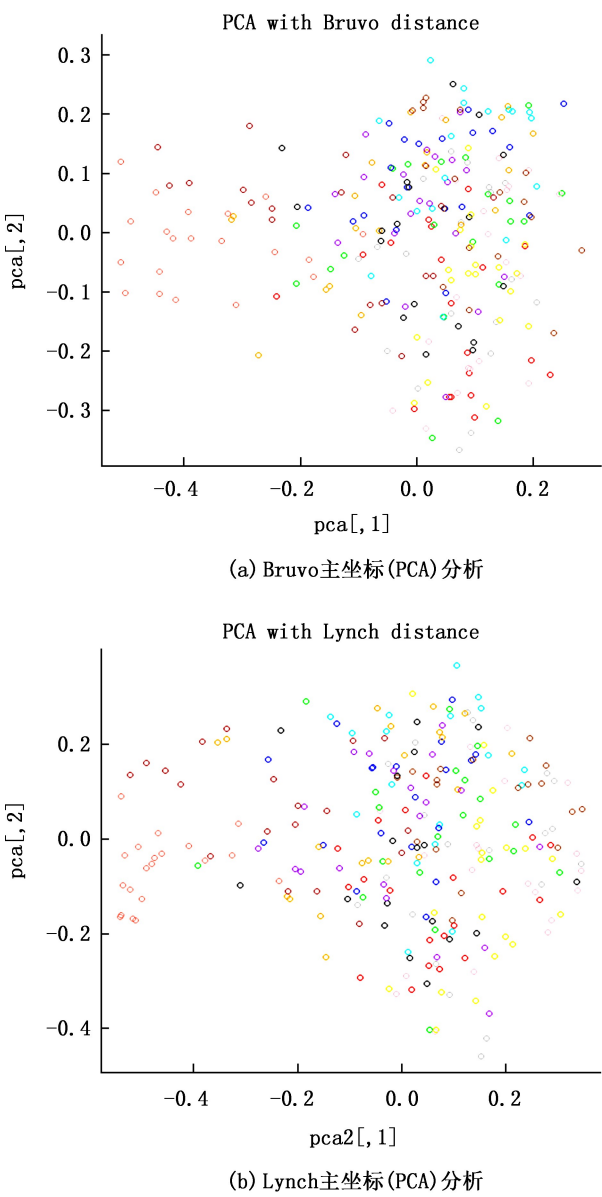 PCA with Bruvo distance
0.3
0.2
0.1
0.0
−0.1
−0.2
−0.3
pca[,2]
−0.4 −0.2 0.0 0.2
pca[,1]
(a)Bruvo主坐标(PCA)分析
PCA with Lynch distance
0.2
0.0
−0.2
−0.4
pca[,2]
−0.4 −0.2 0.0 0.2
pca2[,1]
(b)Lynch主坐标(PCA)分析